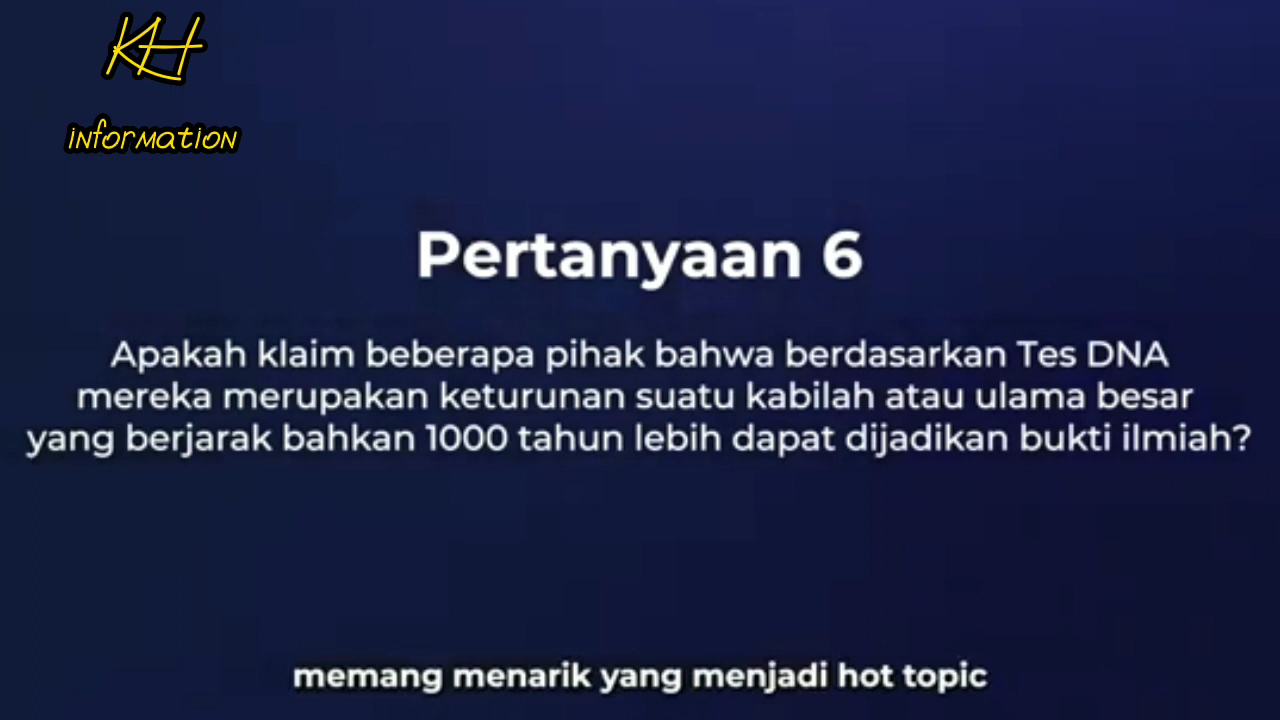 KH
information
Pertanyaan 6
Apakah klaim beberapa pihak bahwa berdasarkan Tes DNA
mereka merupakan keturunan suatu kabilah atau ulama besar
yang berjarak bahkan 1000 tahun lebih dapat dijadikan bukti ilmiah?
memang menarik yang menjadi hot topic